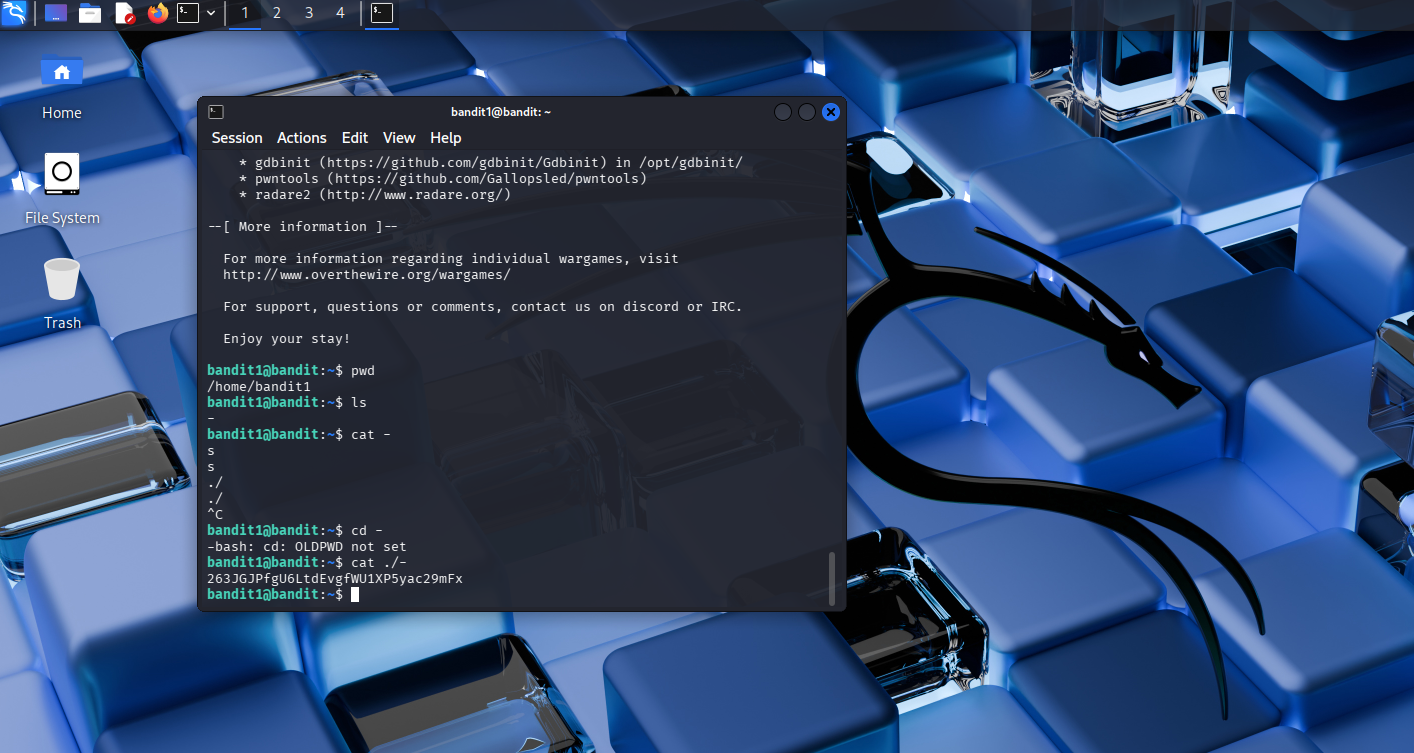 1 2 3 4
Home
File System
Trash
bandit1@bandit: ~
Session Actions Edit View Help
* gdbinit (https://github.com/gdbinit/Gdbinit) in /opt/gdbinit/
* pwntools (https://github.com/Gallopsled/pwntools)
* radare2 (http://www.radare.org/)
--[ More information ]--
For more information regarding individual wargames, visit
http://www.overthewire.org/wargames/
For support, questions or comments, contact us on discord or IRC.
Enjoy your stay!
bandit1@bandit:~$ pwd
/home/bandit1
bandit1@bandit:~$ ls
-
bandit1@bandit:~$ cat -
s
s
./
./
^C
bandit1@bandit:~$ cd -
-bash: cd: OLDPWD not set
bandit1@bandit:~$ cat ./-
263JGJPfgU6LtdEvgfWU1XP5yac29mFx
bandit1@bandit:~$